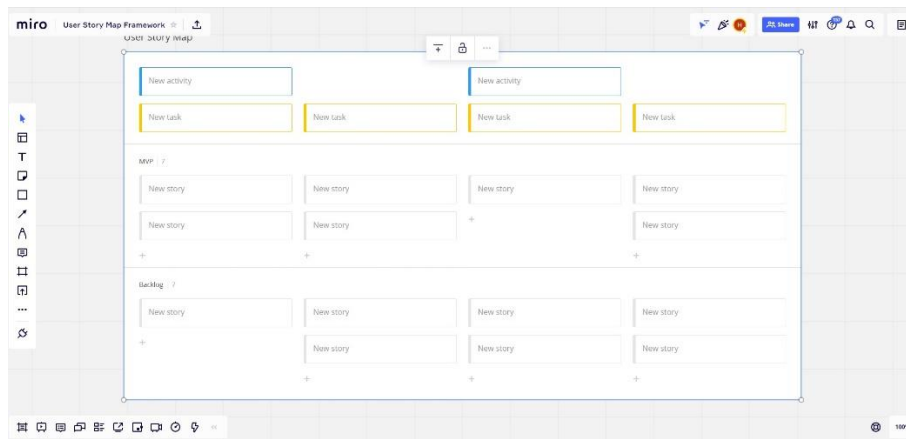 miro User Story Map Framework Share
User Story Map
New activity New activity
New task New task New task New task
MVP 7
New story New story New story New story
New story New story New story
Backlog 7
New story New story New story New story
New story New story New story